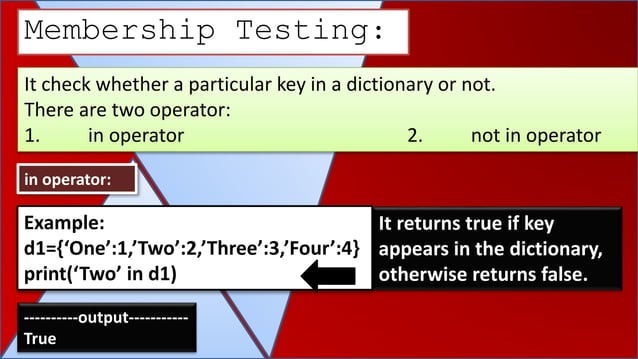 Membership Testing:
It check whether a particular key in a dictionary or not.
There are two operator:
1. in operator 2. not in operator
in operator:
Example:
d1={‘One’:1,’Two’:2,’Three’:3,’Four’:4}
print(‘Two’ in d1)
It returns true if key
appears in the dictionary,
otherwise returns false.
----------output-----------
True